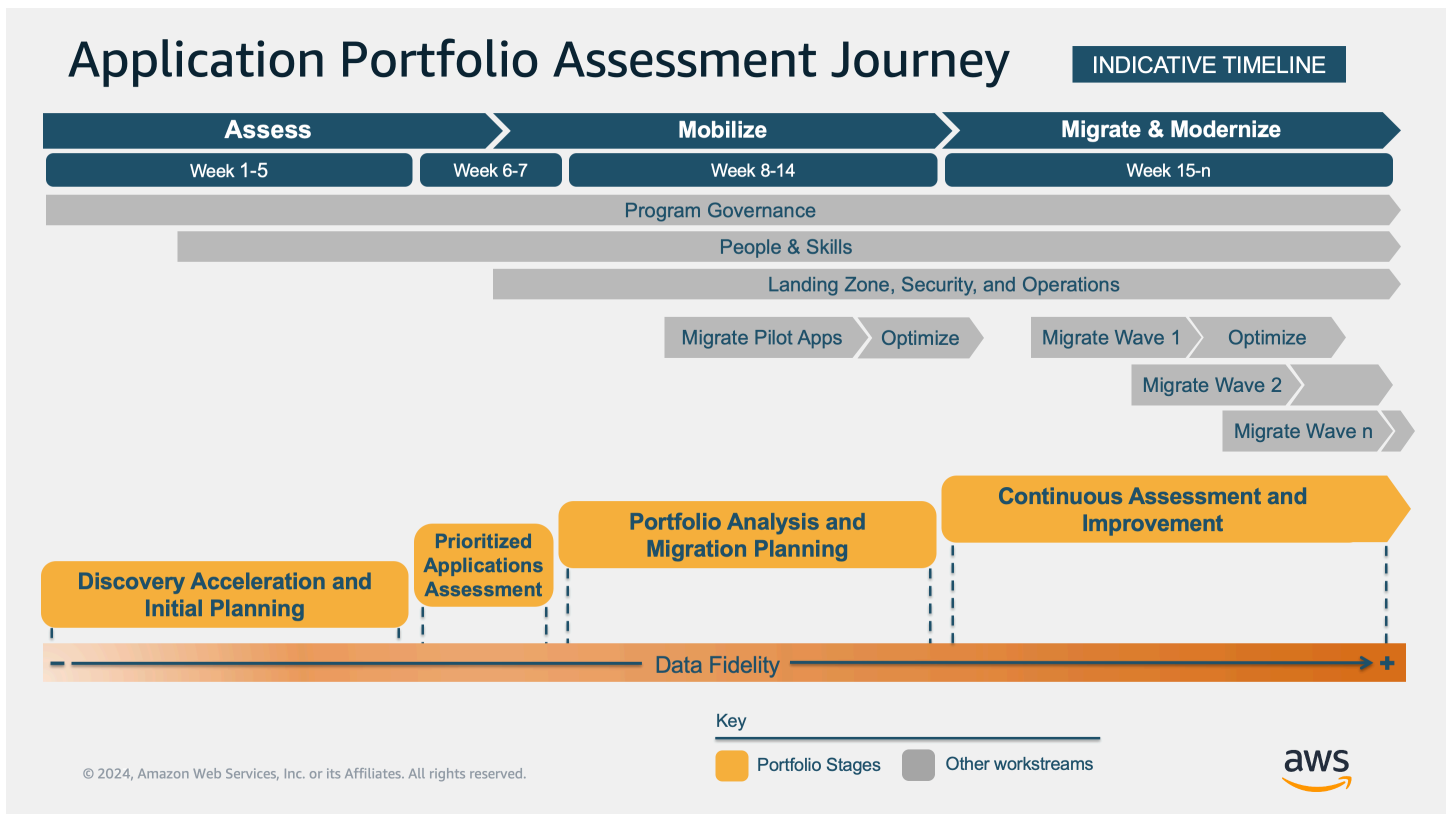 Application Portfolio Assessment Journey
INDICATIVE TIMELINE
Assess
Mobilize
Migrate & Modernize
Week 1-5
Week 6-7
Week 8-14
Week 15-n
Program Governance
People & Skills
Landing Zone, Security, and Operations
Migrate Pilot Apps
Optimize
Migrate Wave 1
Optimize
Migrate Wave 2
Migrate Wave n
Continuous Assessment and
Improvement
Portfolio Analysis and
Migration Planning
Prioritized
Applications
Assessment
Discovery Acceleration and
Initial Planning
Data Fidelity
Key
Portfolio Stages
Other workstreams
© 2024, Amazon Web Services, Inc. or its Affiliates. All rights reserved.
aws